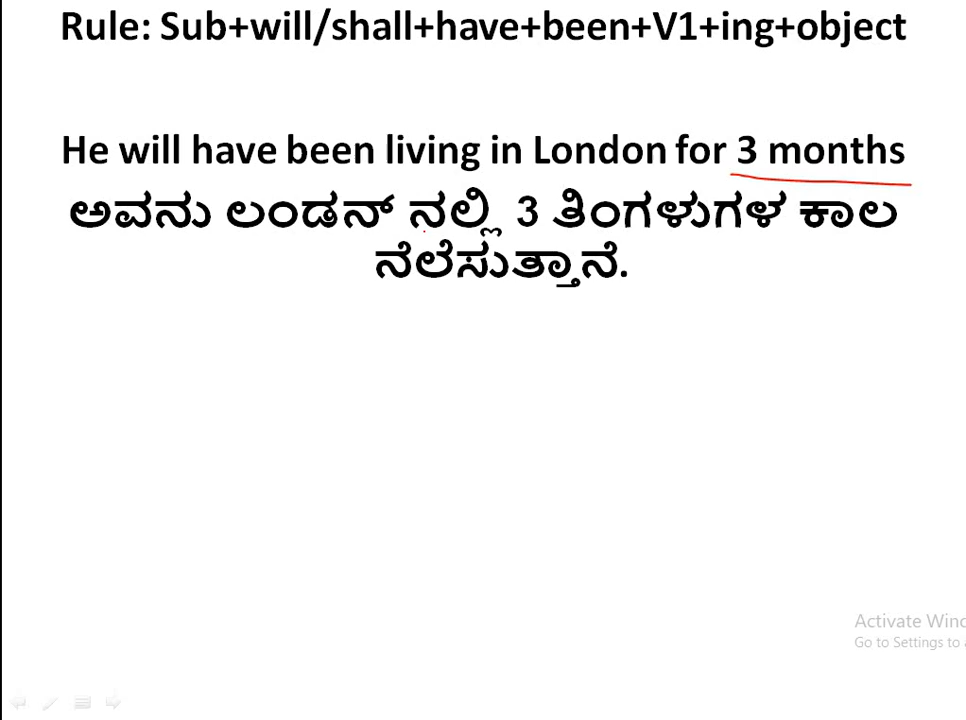 Rule: Sub+will/shall+have+been+V1+ing+object
He will have been living in London for 3 months
ಅವನು ಲಂಡನ್ ನಲ್ಲಿ 3 ತಿಂಗಳುಗಳ ಕಾಲ
ನೆಲೆಸುತ್ತಾನೆ.
Activate Wind
Go to Settings to